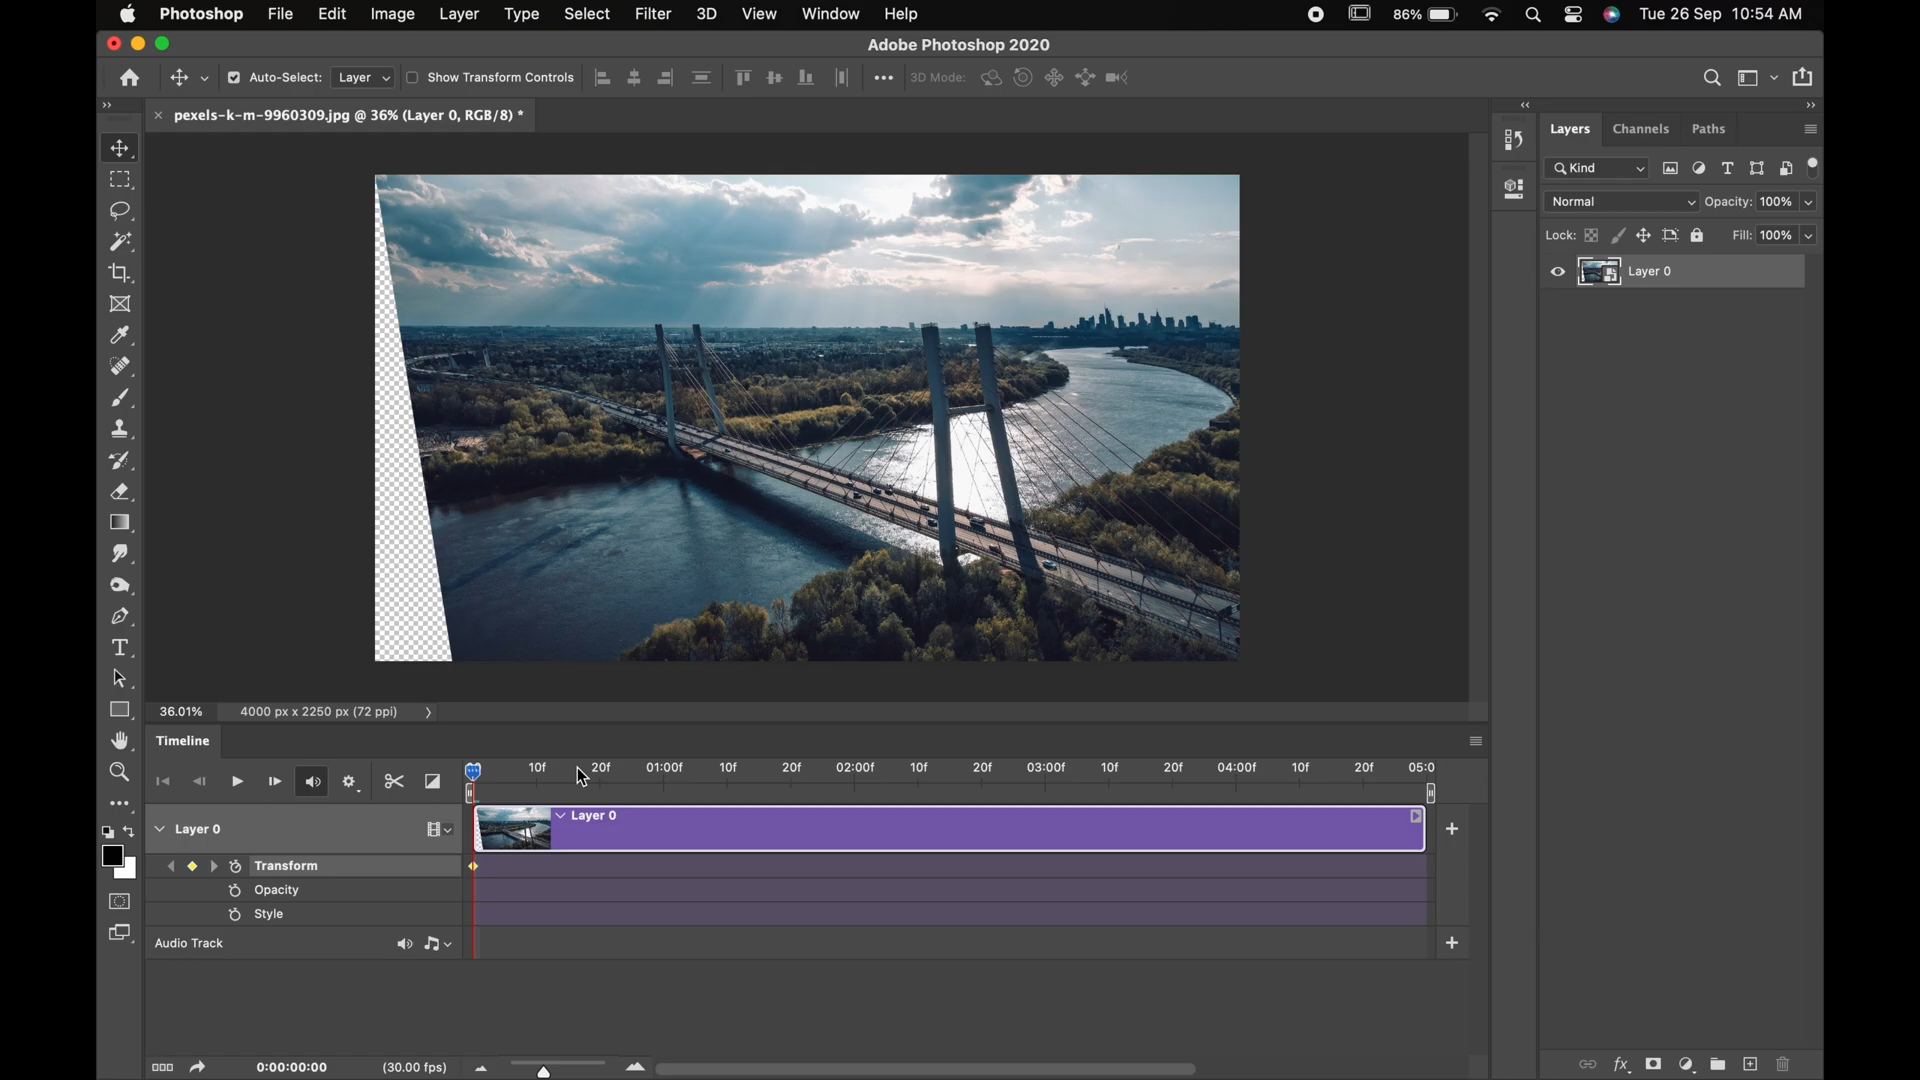 Photoshop File Edit Image Layer Type Select Filter 3D View Window Help 86% Tue 26 Sep 10:54 AM
Adobe Photoshop 2020
Auto-Select: Layer Show Transform Controls 3D Mode:
pexels-k-m-9960309.jpg @ 36% (Layer 0, RGB/8) *
Layers Channels Paths
Kind
Normal Opacity: 100%
Lock: Fill: 100%
Layer 0
36.01% 4000 px x 2250 px (72 ppi)
Timeline
10f 20f 01:00f 10f 20f 02:00f 10f 20f 03:00f 10f 20f 04:00f 10f 20f 05:0
Layer 0 Layer 0
Transform
Opacity
Style
Audio Track
0:00:00:00 (30.00 fps)
fx